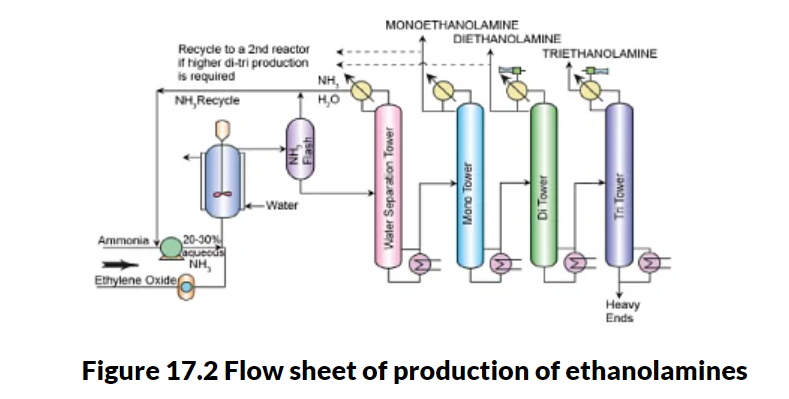 MONOETHANOLAMINE
DIETHANOLAMINE
TRIETHANOLAMINE
Recycle to a 2nd reactor
if higher di-tri production
is required
NH3
H2O
NH3Recycle
NH3 Flash
Water Separation Tower
Mono Tower
Di Tower
Tri Tower
Water
Ammonia
20-30%
aqueous
NH3
Ethylene Oxide
Heavy
Ends
Figure 17.2 Flow sheet of production of ethanolamines